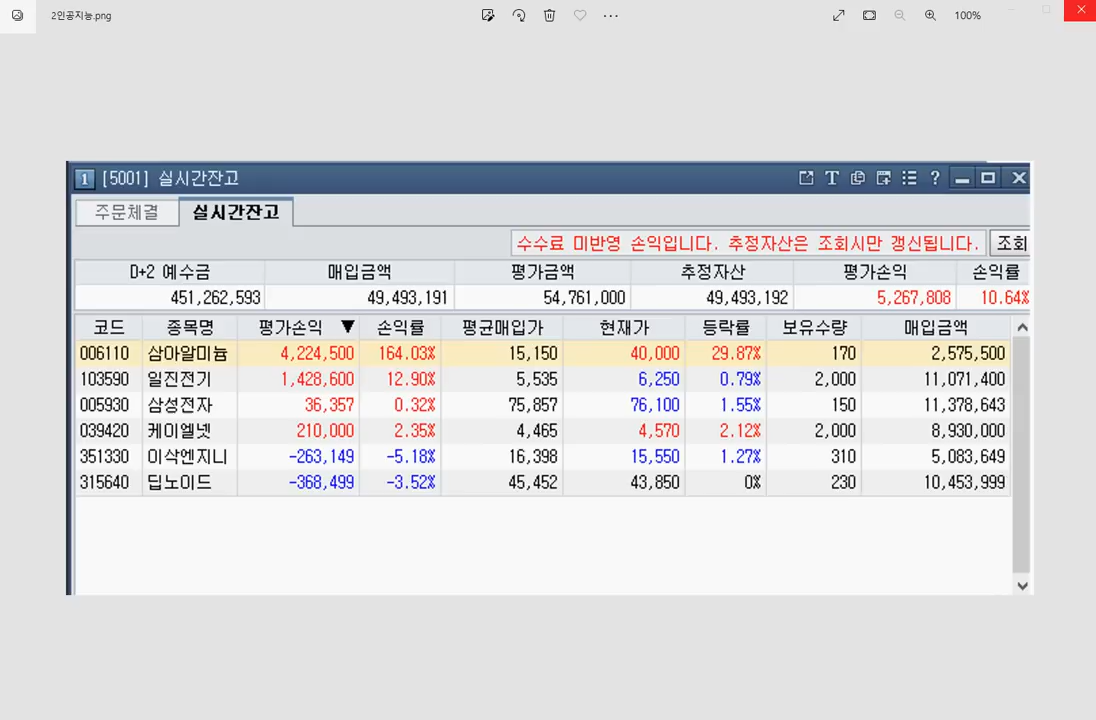 2인공지능.png
100%
1 [5001] 실시간잔고
주문체결 실시간잔고
수수료 미반영 손익입니다. 추정자산은 조회시만 갱신됩니다. 조회
D+2 예수금 매입금액 평가금액 추정자산 평가손익 손익률
451,262,593 49,493,191 54,761,000 49,493,192 5,267,808 10.64%
코드 종목명 평가손익 ▼ 손익률 평균매입가 현재가 등락률 보유수량 매입금액
006110 삼아알미늄 4,224,500 164.03% 15,150 40,000 29.87% 170 2,575,500
103590 일진전기 1,428,600 12.90% 5,535 6,250 0.79% 2,000 11,071,400
005930 삼성전자 36,357 0.32% 75,857 76,100 1.55% 150 11,378,643
039420 케이엘넷 210,000 2.35% 4,465 4,570 2.12% 2,000 8,930,000
351330 이삭엔지니 -263,149 -5.18% 16,398 15,550 1.27% 310 5,083,649
315640 딥노이드 -368,499 -3.52% 45,452 43,850 0% 230 10,453,999